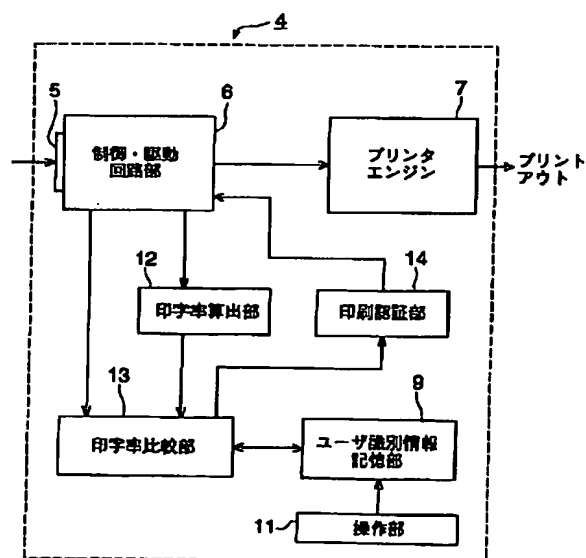 4
5
6
7
制御・駆動
回路部
プリンタ
エンジン
プリント
アウト
12
14
印字率算出部
印刷認証部
13
9
印字率比較部
ユーザ識別情報
記憶部
11
操作部